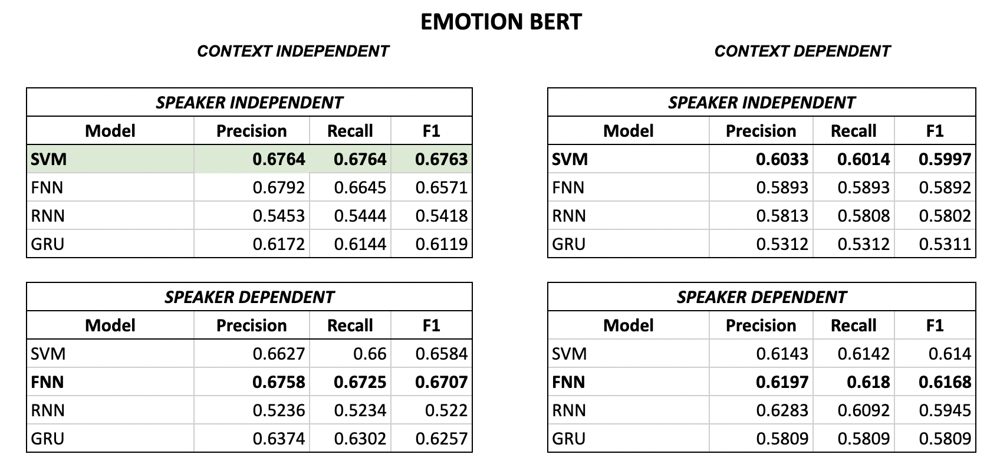 EMOTION BERT
CONTEXT INDEPENDENT
SPEAKER INDEPENDENT
Model Precision Recall F1
SVM 0.6764 0.6764 0.6763
FNN 0.6792 0.6645 0.6571
RNN 0.5453 0.5444 0.5418
GRU 0.6172 0.6144 0.6119
SPEAKER DEPENDENT
Model Precision Recall F1
SVM 0.6627 0.66 0.6584
FNN 0.6758 0.6725 0.6707
RNN 0.5236 0.5234 0.522
GRU 0.6374 0.6302 0.6257
CONTEXT DEPENDENT
SPEAKER INDEPENDENT
Model Precision Recall F1
SVM 0.6033 0.6014 0.5997
FNN 0.5893 0.5893 0.5892
RNN 0.5813 0.5808 0.5802
GRU 0.5312 0.5312 0.5311
SPEAKER DEPENDENT
Model Precision Recall F1
SVM 0.6143 0.6142 0.614
FNN 0.6197 0.618 0.6168
RNN 0.6283 0.6092 0.5945
GRU 0.5809 0.5809 0.5809